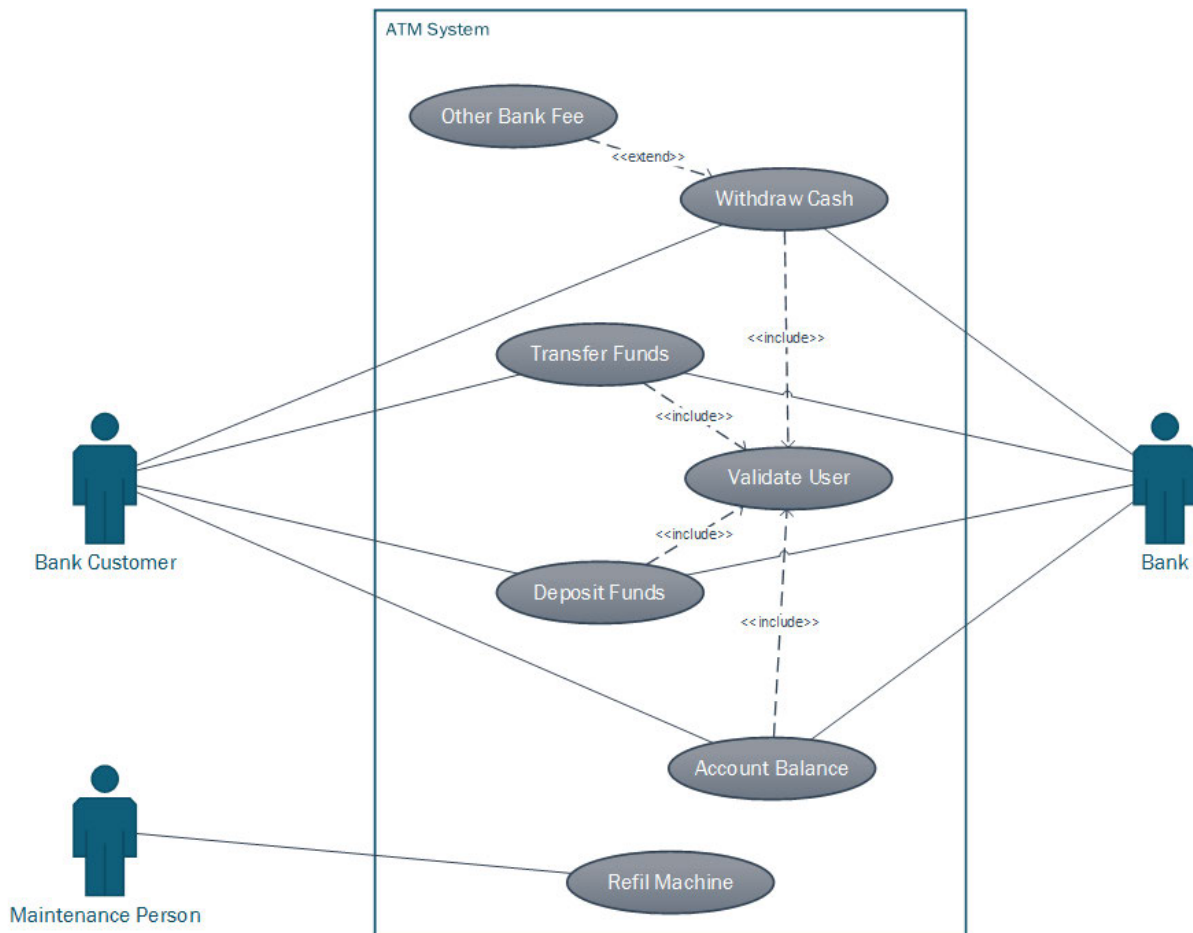 ATM System
Other Bank Fee
<<extend>>
Withdraw Cash
<<include>>
Transfer Funds
<<include>>
Validate User
<<include>>
Deposit Funds
<<include>>
Account Balance
Refil Machine
Bank Customer
Bank
Maintenance Person